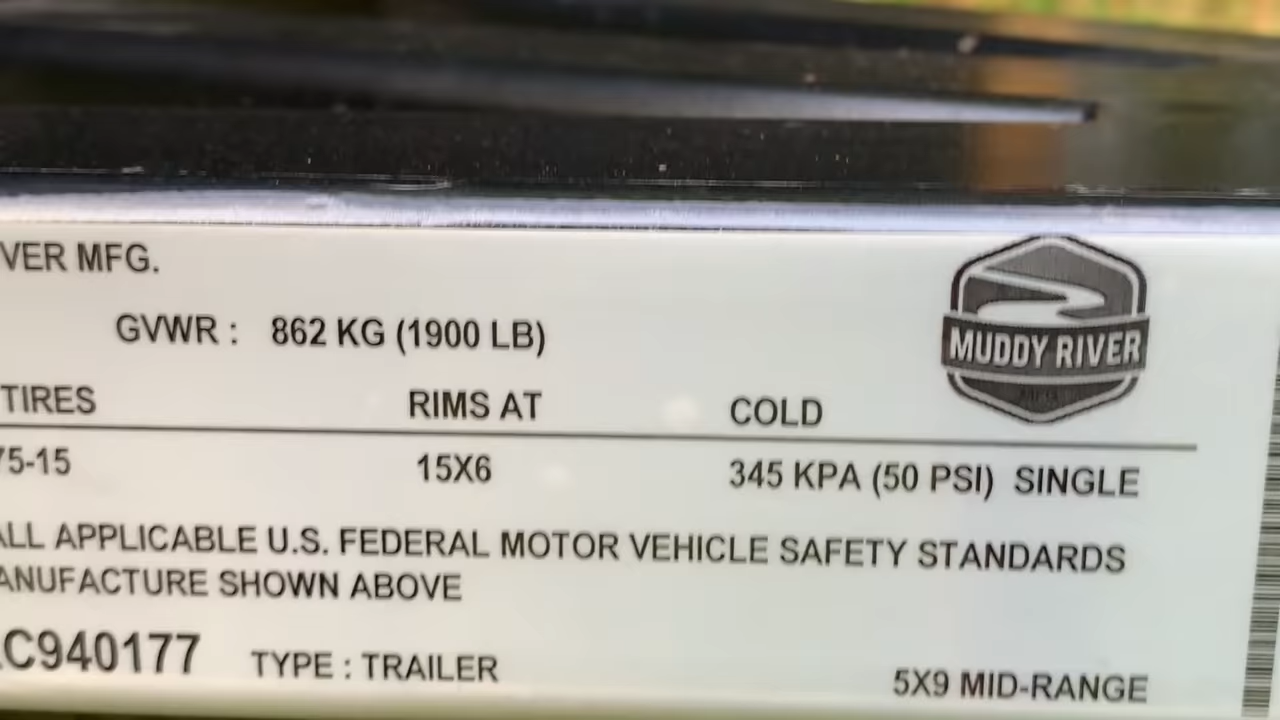 VER MFG.
GVWR : 862 KG (1900 LB)
MUDDY RIVER
TIRES RIMS AT COLD
75-15 15X6 345 KPA (50 PSI) SINGLE
ALL APPLICABLE U.S. FEDERAL MOTOR VEHICLE SAFETY STANDARDS
ANUFACTURE SHOWN ABOVE
C940177 TYPE : TRAILER
5X9 MID-RANGE